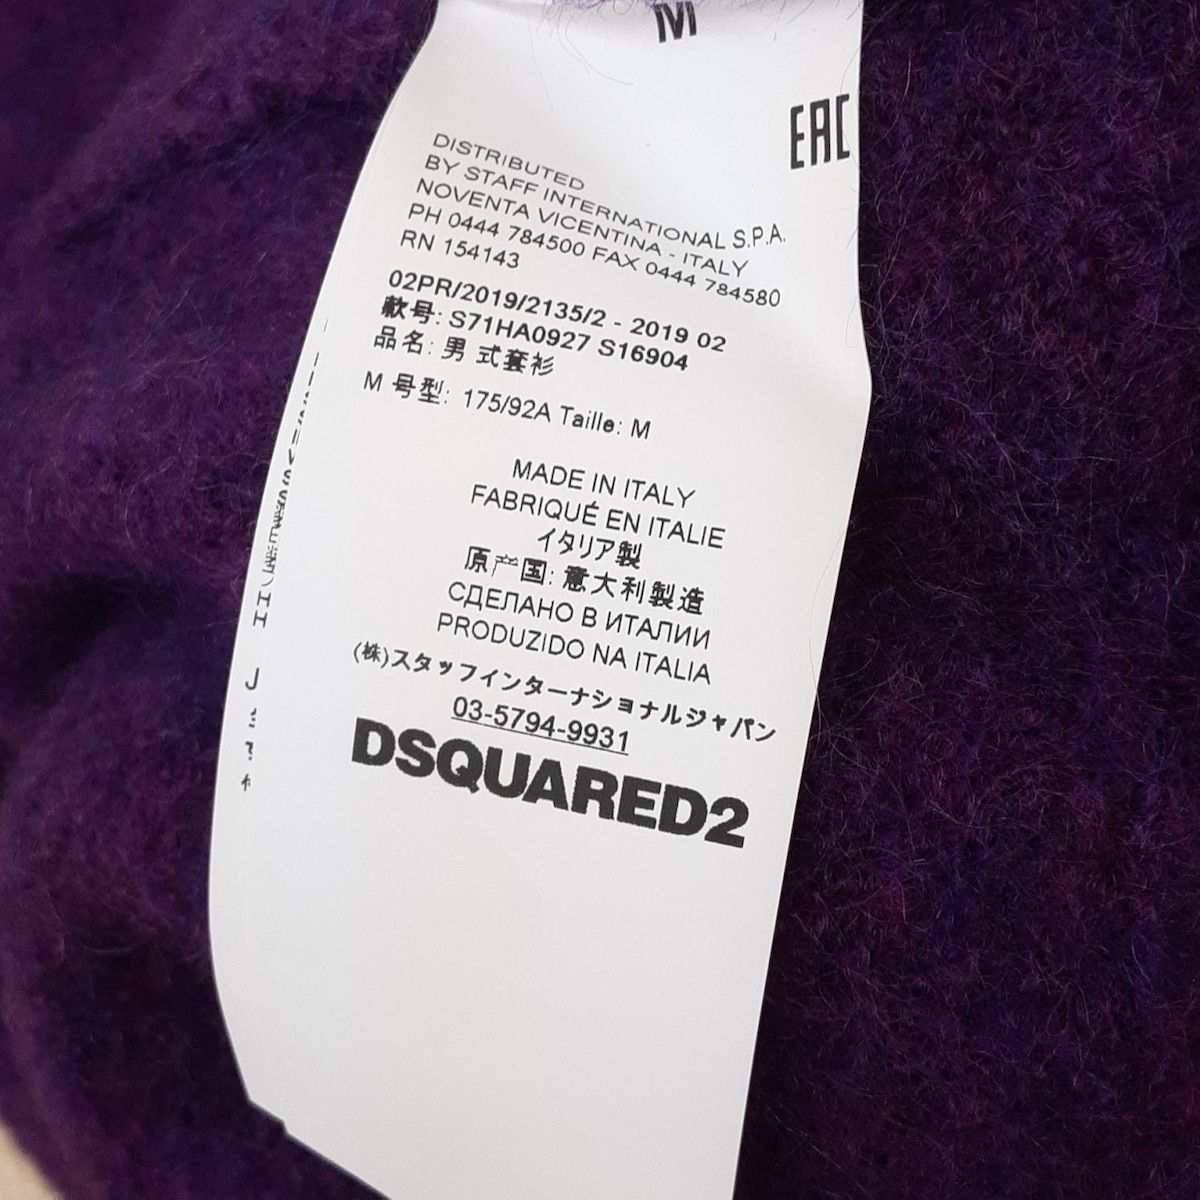 M
EAC
DISTRIBUTED
BY STAFF INTERNATIONAL S.P.A.
NOVENTA VICENTINA - ITALY
PH 0444 784500 FAX 0444 784580
RN 154143
02PR/2019/2135/2 - 2019 02
款号: S71HA0927 S16904
品名: 男 式套衫
M 号型: 175/92A Taille: M
MADE IN ITALY
FABRIQUÉ EN ITALIE
イタリア製
原产国: 意大利製造
СДЕЛАНО В ИТАЛИИ
PRODUZIDO NA ITALIA
(株)スタッフインターナショナルジャパン
03-5794-9931
DSQUARED2